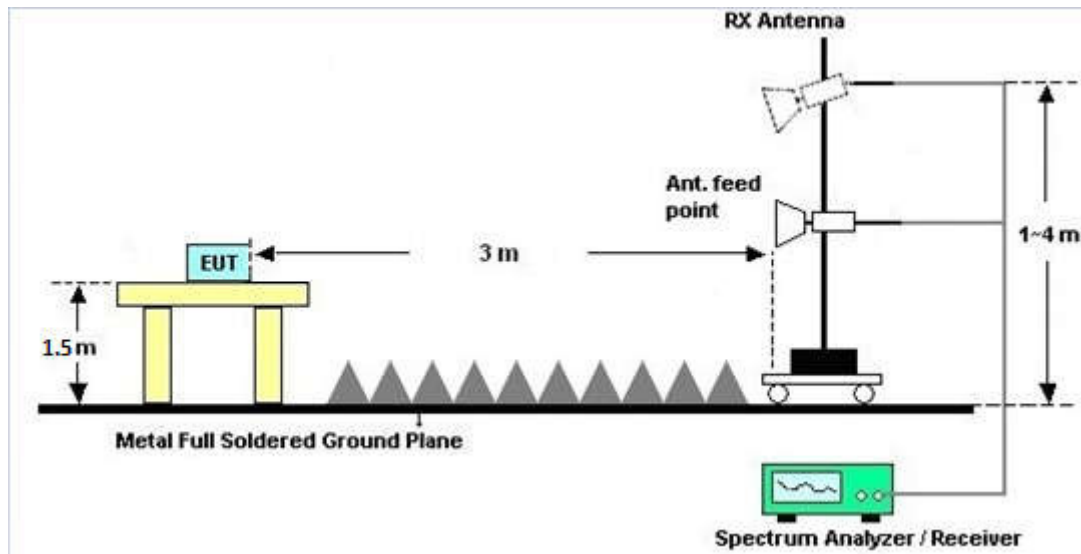 RX Antenna
Ant. feed
point
1~4 m
3 m
EUT
1.5 m
Metal Full Soldered Ground Plane
Spectrum Analyzer / Receiver